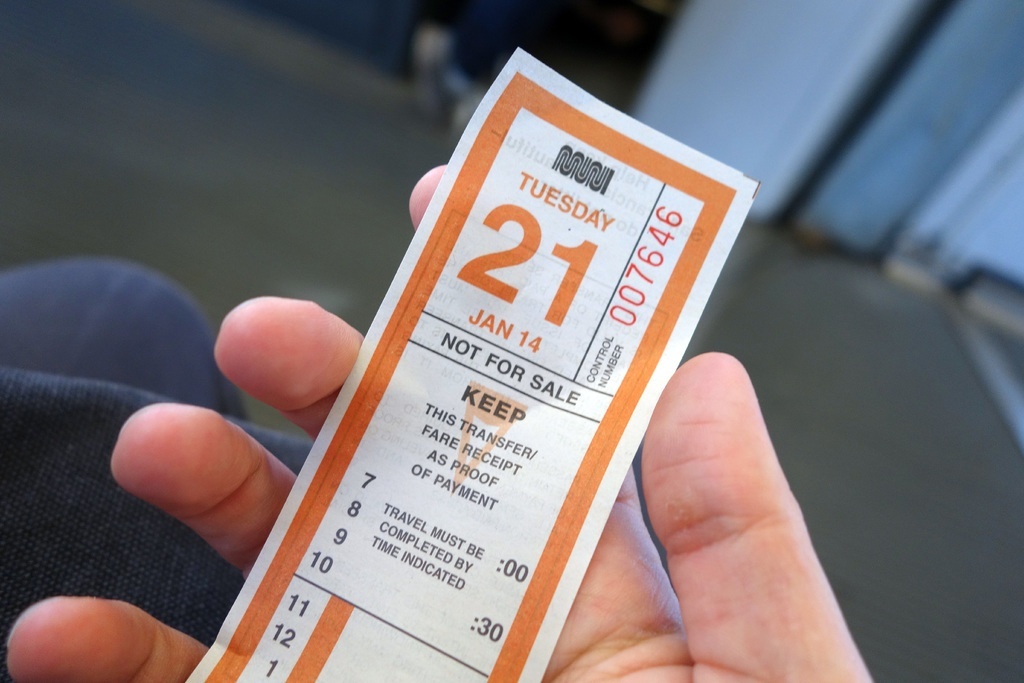 MUNI
TUESDAY
21
JAN 14
007646
CONTROL
NUMBER
NOT FOR SALE
KEEP
THIS TRANSFER/
FARE RECEIPT
AS PROOF
OF PAYMENT
7
8
9
10
TRAVEL MUST BE
COMPLETED BY
TIME INDICATED
:00
:30
11
12
1